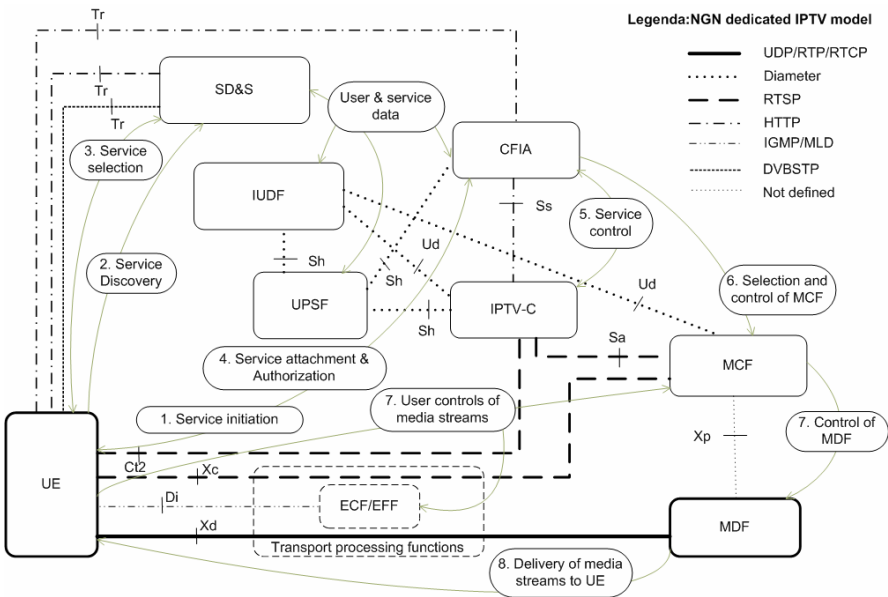 Legenda:NGN dedicated IPTV model
UDP/RTP/RTCP
Diameter
RTSP
HTTP
IGMP/MLD
DVBSTP
Not defined
Tr
Tr
Tr
SD&S
User & service
data
CFIA
3. Service
selection
IUDF
Ss
5. Service
control
2. Service
Discovery
Sh
Ud
Sh
UPSF
Sh
IPTV-C
Ud
6. Selection and
control of MCF
4. Service attachment &
Authorization
Sa
MCF
1. Service initiation
7. User controls of
media streams
Xp
7. Control of
MDF
UE
Ct2
Xc
Di
ECF/EFF
Xd
Transport processing functions
MDF
8. Delivery of media
streams to UE